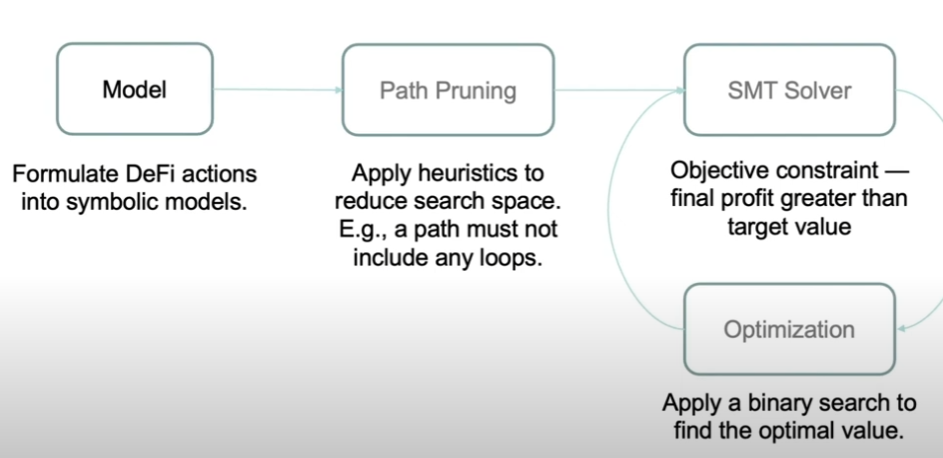 Model
Formulate DeFi actions
into symbolic models.
Path Pruning
Apply heuristics to
reduce search space.
E.g., a path must not
include any loops.
SMT Solver
Objective constraint —
final profit greater than
target value
Optimization
Apply a binary search to
find the optimal value.